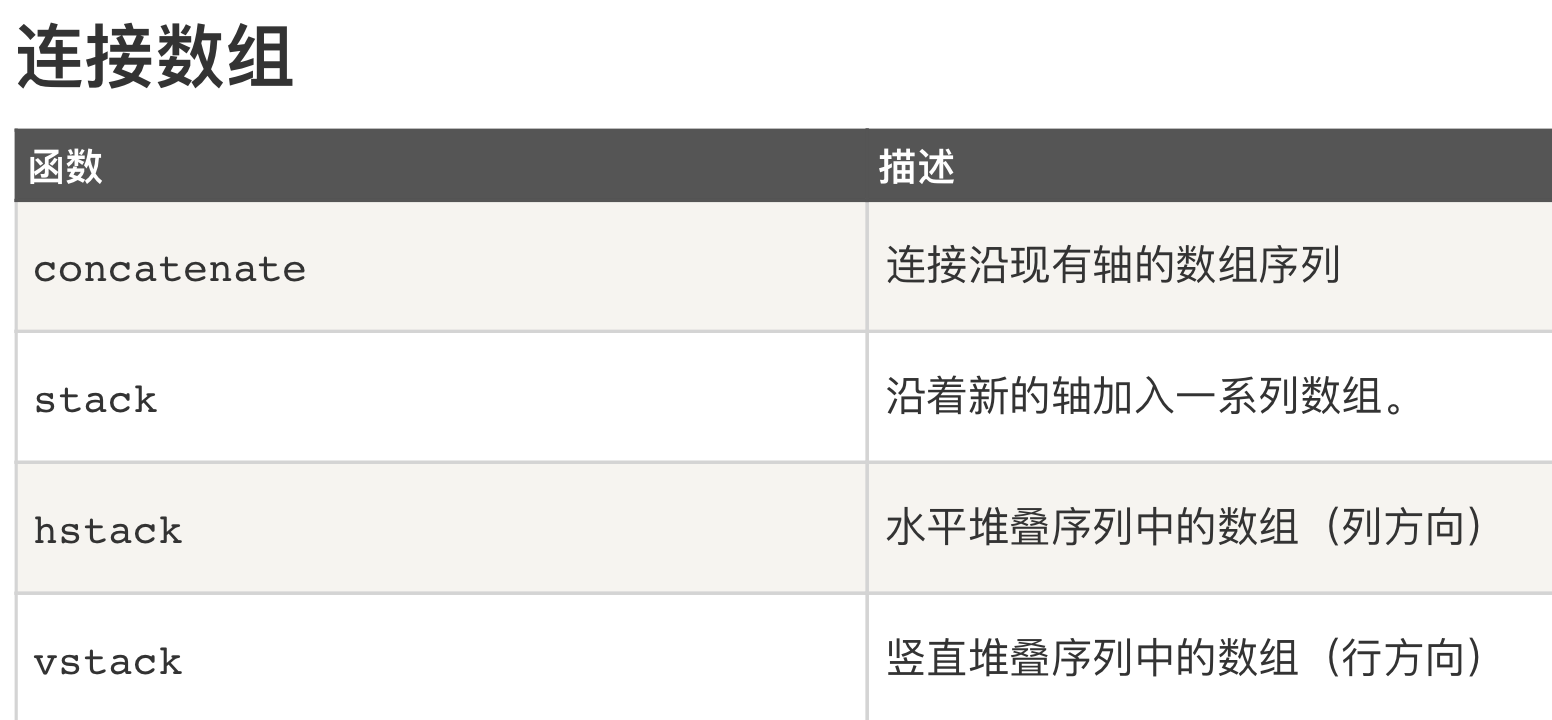 连接数组
函数 描述
concatenate 连接沿现有轴的数组序列
stack 沿着新的轴加入一系列数组。
hstack 水平堆叠序列中的数组（列方向）
vstack 竖直堆叠序列中的数组（行方向）